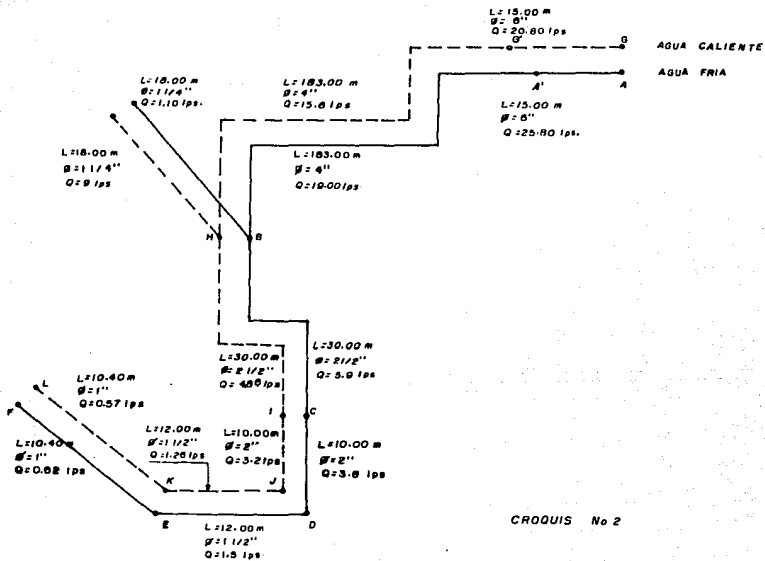 L=15.00 m
Ø=6"
Q=20.80 lps
G'
G
AGUA CALIENTE
A'
A
AGUA FRIA
L=15.00 m
Ø=6"
Q=25.80 lps.
L=18.00 m
Ø=1 1/4"
Q=1.10 lps.
L=183.00 m
Ø=4"
Q=15.8 lps
L=18.00 m
Ø=1 1/4"
Q=9 lps
L=183.00 m
Ø=4"
Q=19.00 lps
H
B
L=30.00 m
Ø=2 1/2"
L=30.00 m
Ø=2 1/2"
Q=5.9 lps
L
L=10.40 m
Ø=1"
Q=0.57 lps
F
L=10.40 m
Ø=1"
Q=0.62 lps
L=12.00 m
Ø=1 1/2"
Q=1.26 lps
I
C
L=10.00 m
Ø=2"
Q=3.2 lps
L=10.00 m
Ø=2"
Q=3.8 lps
K
J
E
D
L=12.00 m
Ø=1 1/2"
Q=1.5 lps
CROQUIS No 2